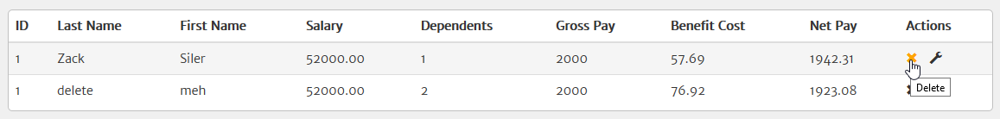 ID Last Name First Name Salary Dependents Gross Pay Benefit Cost Net Pay Actions
1 Zack Siler 52000.00 1 2000 57.69 1942.31
1 delete meh 52000.00 2 2000 76.92 1923.08
Delete